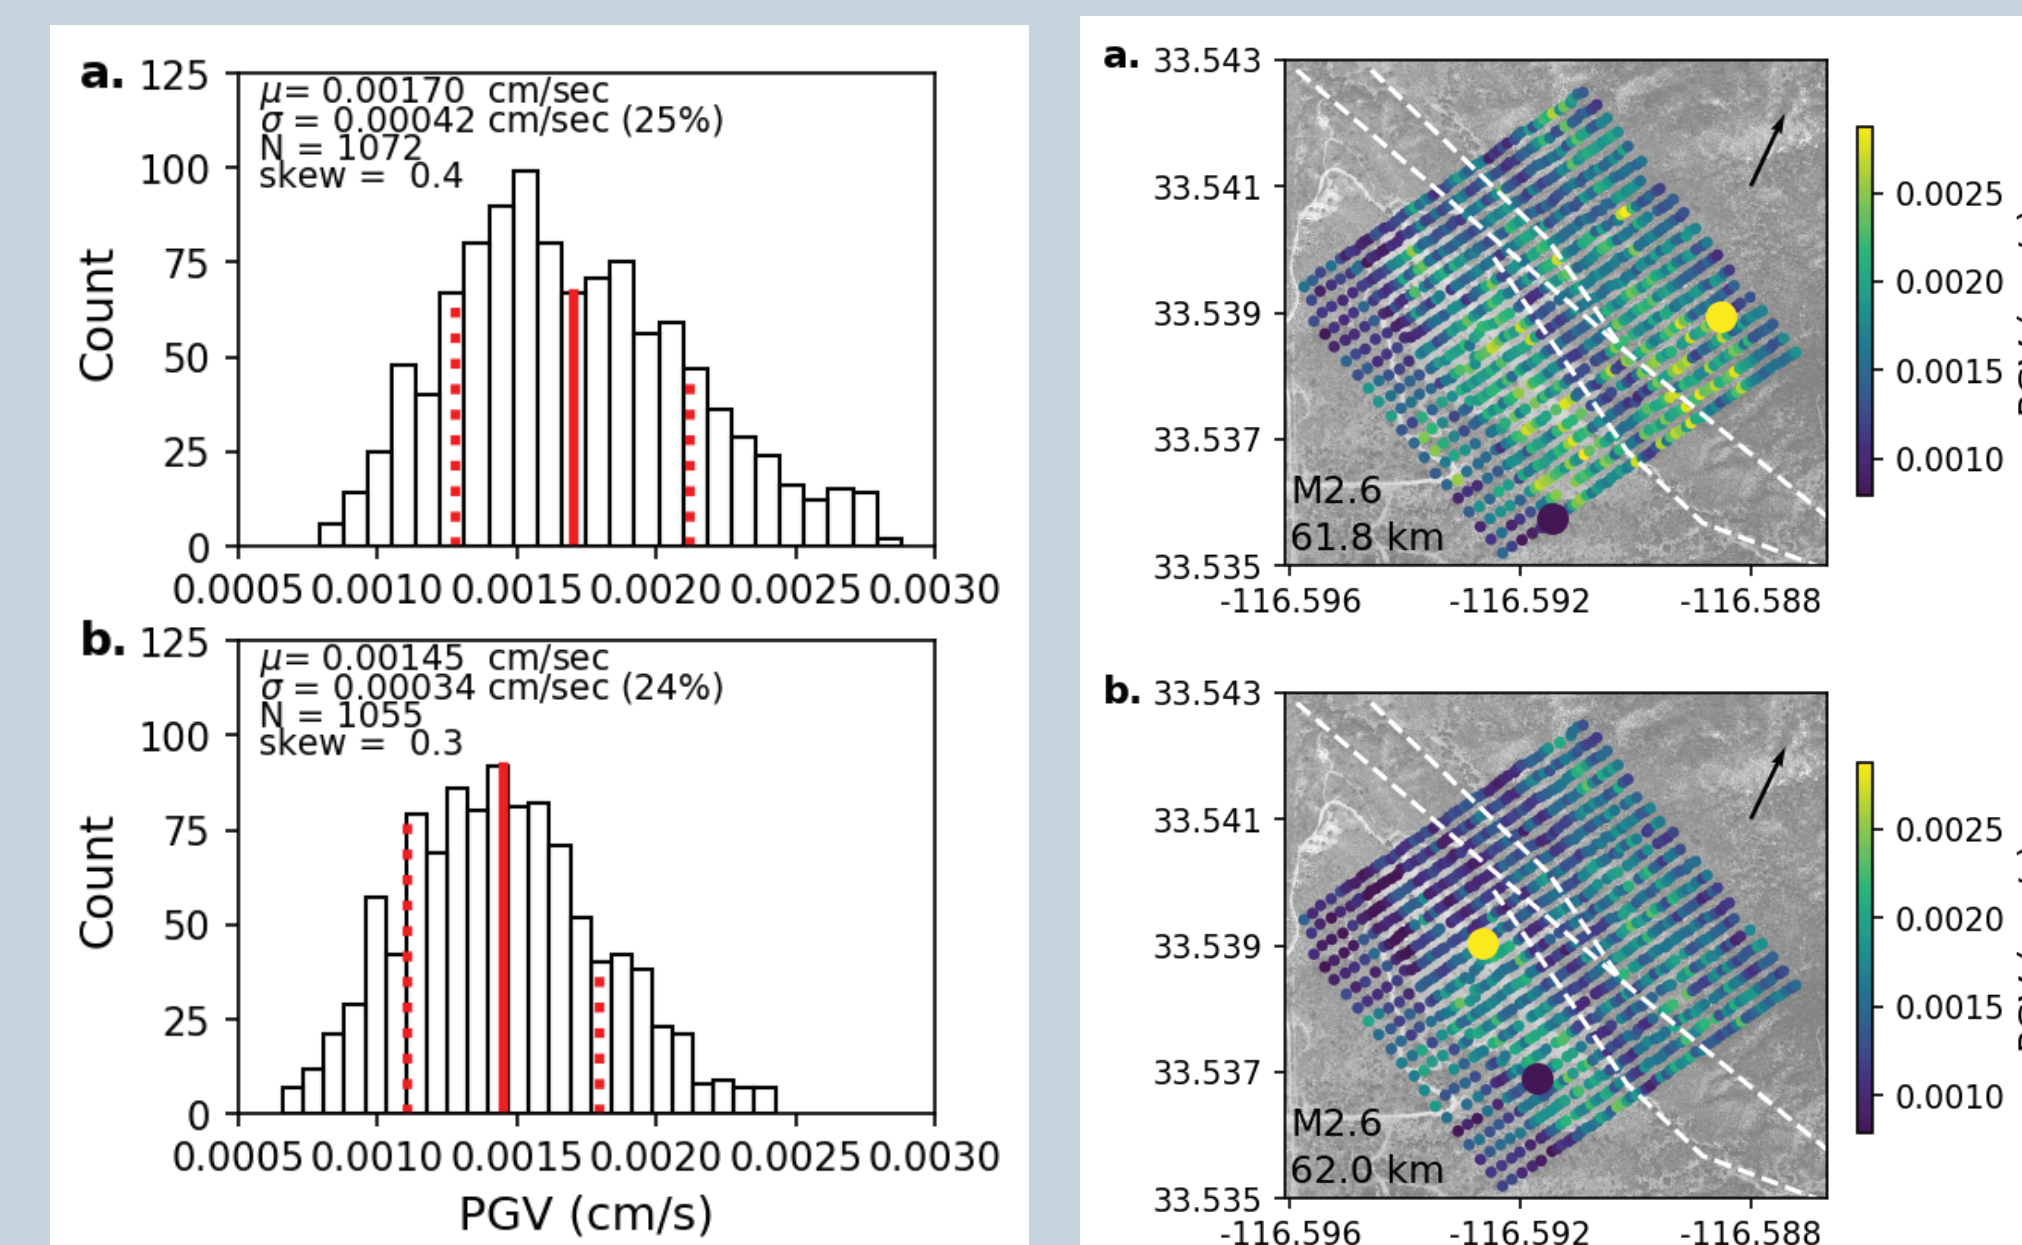 a.
125
100
75
50
25
0
Count
μ= 0.00170 cm/sec
σ = 0.00042 cm/sec (25%)
N = 1072
skew = 0.4
0.0005 0.0010 0.0015 0.0020 0.0025 0.0030
b.
125
100
75
50
25
0
Count
μ= 0.00145 cm/sec
σ = 0.00034 cm/sec (24%)
N = 1055
skew = 0.3
0.0005 0.0010 0.0015 0.0020 0.0025 0.0030
PGV (cm/s)
a.
33.543
33.541
33.539
33.537
33.535
M2.6
61.8 km
-116.596 -116.592 -116.588
0.0025
0.0020
0.0015
0.0010
b.
33.543
33.541
33.539
33.537
33.535
M2.6
62.0 km
-116.596 -116.592 -116.588
0.0025
0.0020
0.0015
0.0010